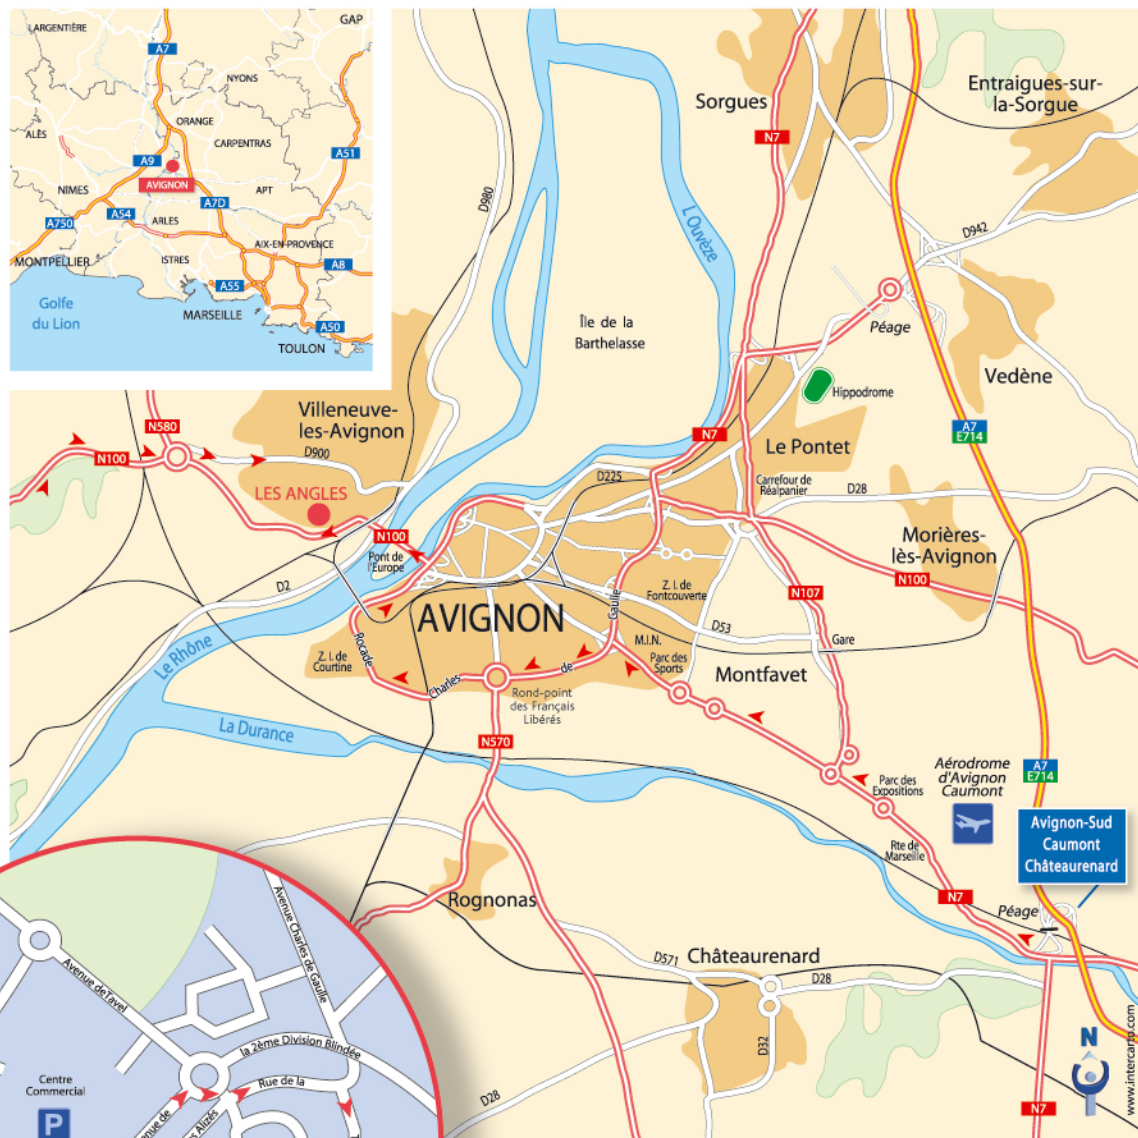 LARGENTIÈRE
GAP
A7
NYONS
ORANGE
ALÈS
CARPENTRAS
A9
A51
AVIGNON
NIMES
APT
A54
A7D
A750
ARLES
AIX-EN-PROVENCE
MONTPELLIER
ISTRES
A8
A55
Golfe
du Lion
MARSEILLE
A50
TOULON
Sorgues
Entraigues-sur-
la-Sorgue
N7
D980
L'Ouvèze
D942
Île de la
Barthelasse
Péage
Vedène
Hippodrome
Villeneuve-
les-Avignon
N580
N100
D900
N7
A7
E714
Le Pontet
LES ANGLES
D225
Carrefour de
Réalpanier
D28
N100
Pont de
l'Europe
Morières-
lès-Avignon
N100
D2
AVIGNON
Gaulle
Z. I. de
Fontcouverte
N107
D53
Gare
Le Rhône
Rocade
Z. I. de
Courtine
M.I.N.
Parc des
Sports
de
Charles
Montfavet
Rond-point
des Français
Libérés
La Durance
N570
Aérodrome
d'Avignon
Caumont
A7
E714
Parc des
Expositions
Avignon-Sud
Caumont
Châteaurenard
Rte de
Marseille
N7
Rognonas
Péage
Châteaurenard
D571
D28
D32
D28
N7
N
www.intercarto.com
Avenue Charles de Gaulle
Avenue de Tavel
la 2ème Division Blindée
Rue de la
Centre
Commercial
P
nue de
s Alizés